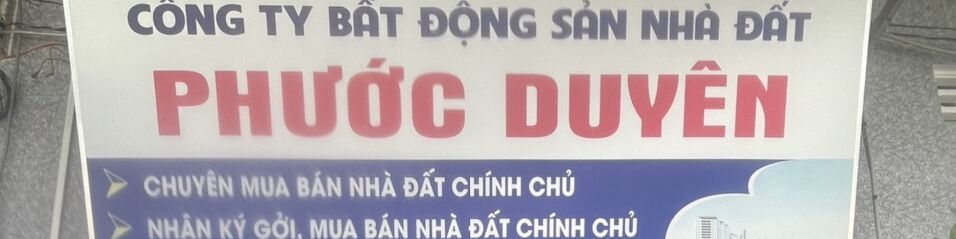 CÔNG TY BẤT ĐỘNG SẢN NHÀ ĐẤT
PHƯỚC DUYÊN
CHUYÊN MUA BÁN NHÀ ĐẤT CHÍNH CHỦ
NHẬN KÝ GỞI, MUA BÁN NHÀ ĐẤT CHÍNH CHỦ